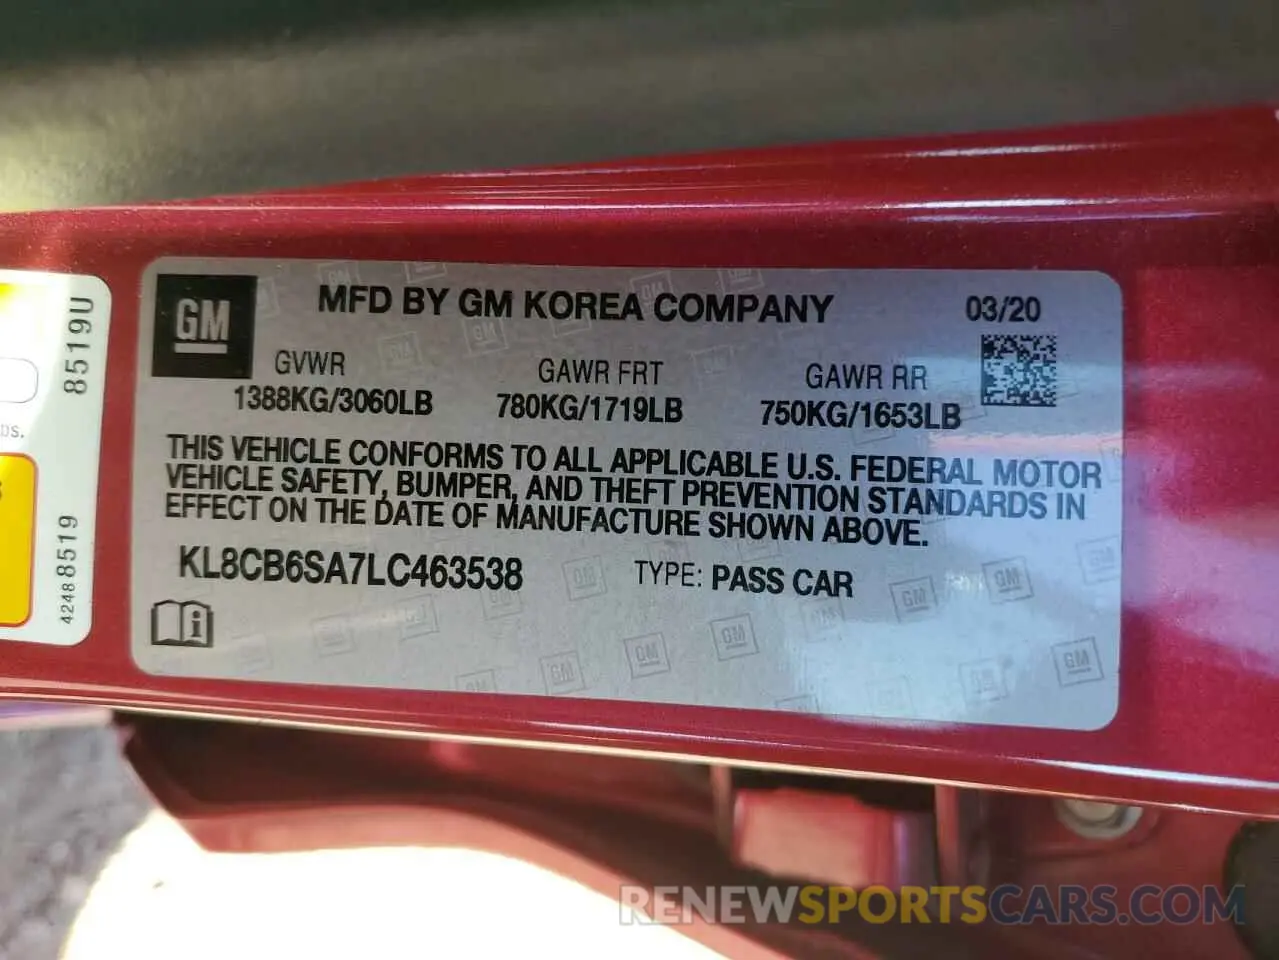 GM
MFD BY GM KOREA COMPANY
03/20
GVWR
GAWR FRT
GAWR RR
1388KG/3060LB
780KG/1719LB
750KG/1653LB
THIS VEHICLE CONFORMS TO ALL APPLICABLE U.S. FEDERAL MOTOR
VEHICLE SAFETY, BUMPER, AND THEFT PREVENTION STANDARDS IN
EFFECT ON THE DATE OF MANUFACTURE SHOWN ABOVE.
KL8CB6SA7LC463538
TYPE: PASS CAR
8519U
42488519
RENEWSPORTSCARS.COM